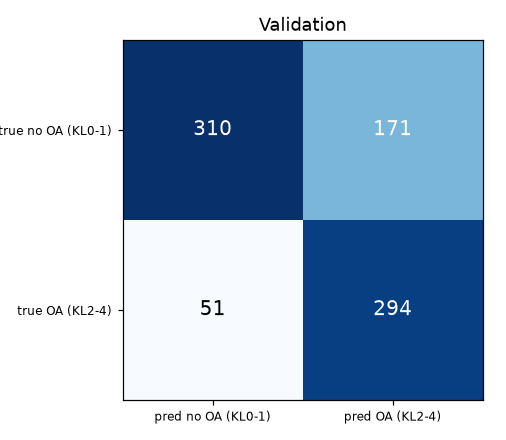 Validation
true no OA (KL0-1)
310
171
true OA (KL2-4)
51
294
pred no OA (KL0-1)
pred OA (KL2-4)